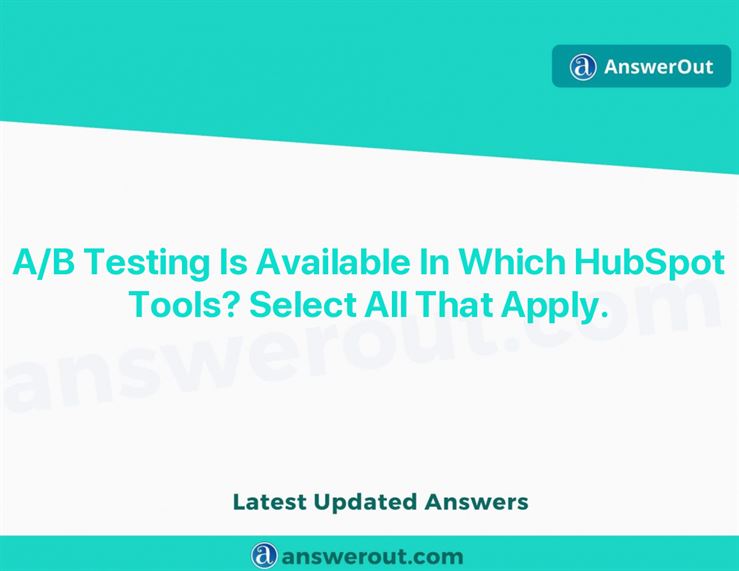 AnswerOut
A/B Testing Is Available In Which HubSpot
Tools? Select All That Apply.
answerout.com
Latest Updated Answers
answerout.com